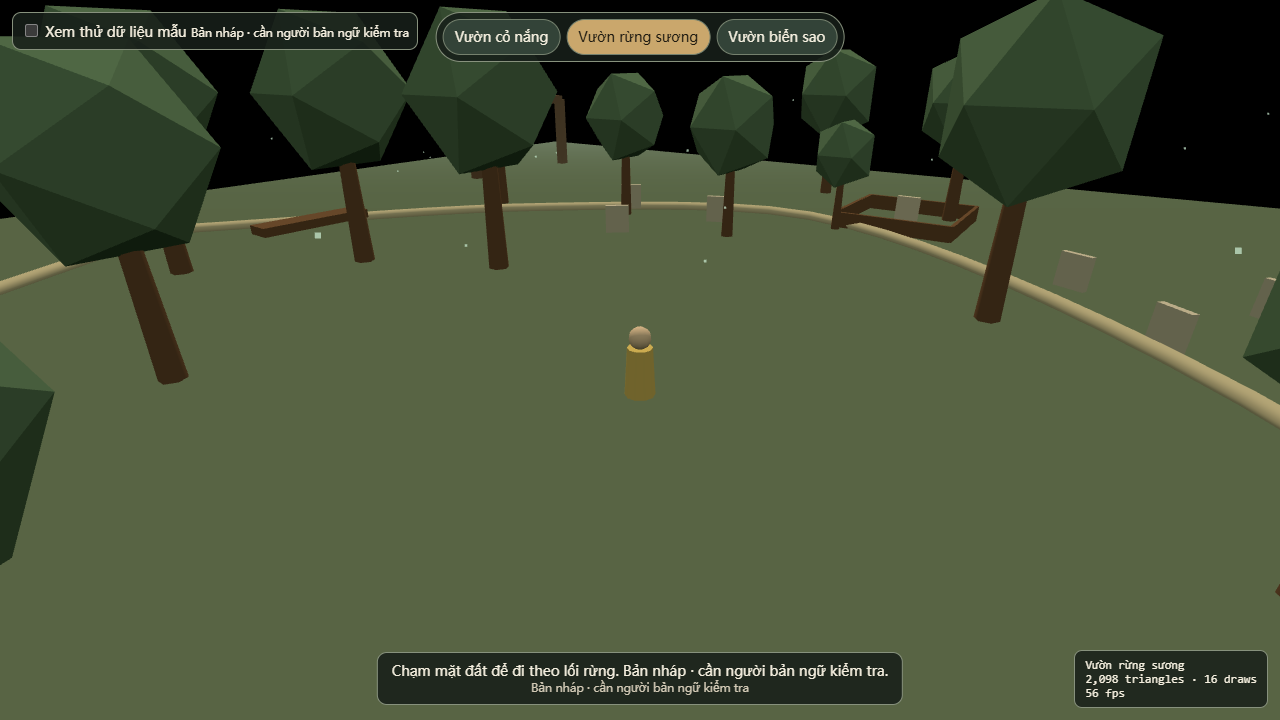 Xem thử dữ liệu mẫu Bản nháp · cần người bản ngữ kiểm tra
Vườn cỏ nắng
Vườn rừng sương
Vườn biển sao
Chạm mặt đất để đi theo lối rừng. Bản nháp · cần người bản ngữ kiểm tra.
Bản nháp · cần người bản ngữ kiểm tra
Vườn rừng sương
2,098 triangles · 16 draws
56 fps